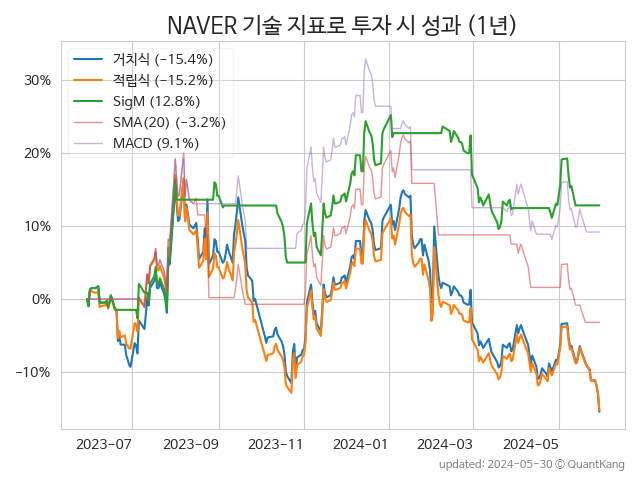 NAVER 기술 지표로 투자 시 성과 (1년)
거치식 (−15.4%)
적립식 (−15.2%)
SigM (12.8%)
SMA(20) (−3.2%)
MACD (9.1%)
30%
20%
10%
0%
−10%
2023−07 2023−09 2023−11 2024−01 2024−03 2024−05
updated: 2024-05-30 © QuantKang